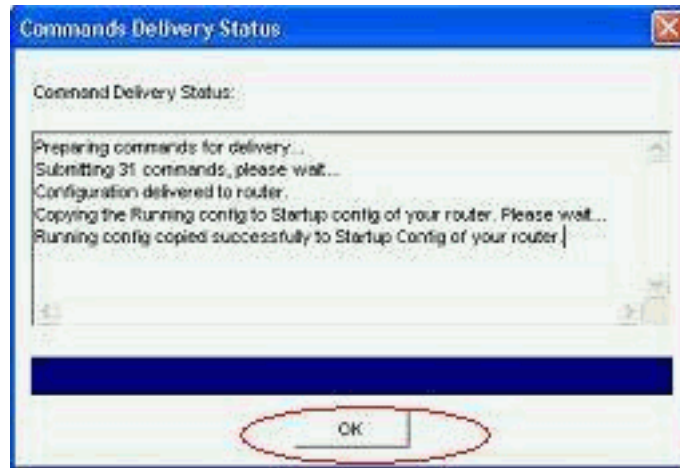 Commands Delivery Status
Command Delivery Status:
Preparing commands for delivery...
Submitting 31 commands, please wait...
Configuration delivered to router.
Copying the Running config to Startup config of your router. Please wait...
Running config copied successfully to Startup Config of your router.
OK